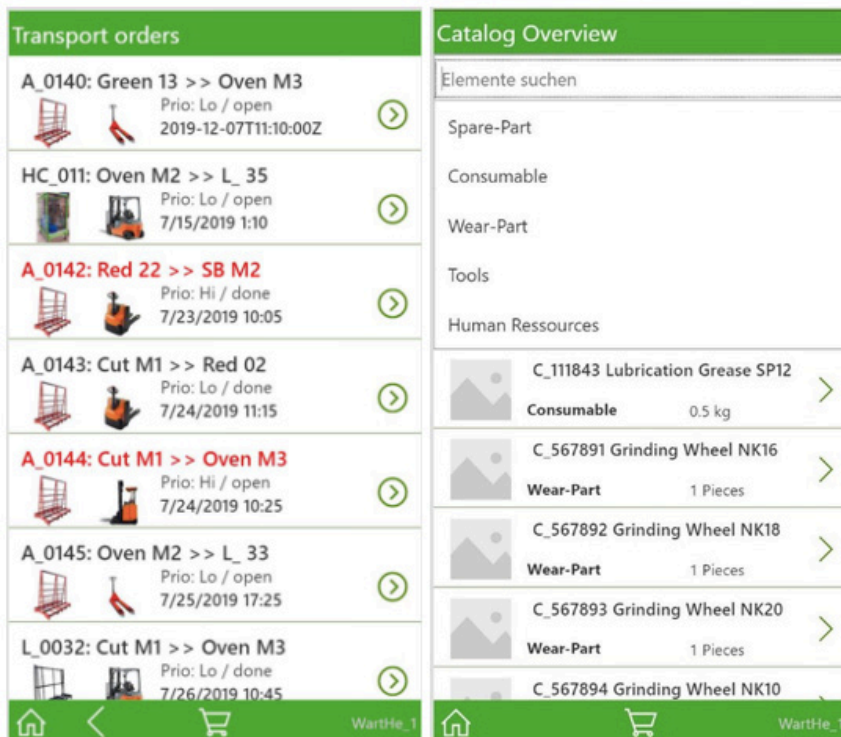 Transport orders
A_0140: Green 13 >> Oven M3
Prio: Lo / open
2019-12-07T11:10:00Z
HC_011: Oven M2 >> L_ 35
Prio: Lo / open
7/15/2019 1:10
A_0142: Red 22 >> SB M2
Prio: Hi / done
7/23/2019 10:05
A_0143: Cut M1 >> Red 02
Prio: Lo / done
7/24/2019 11:15
A_0144: Cut M1 >> Oven M3
Prio: Hi / open
7/24/2019 10:25
A_0145: Oven M2 >> L_ 33
Prio: Lo / open
7/25/2019 17:25
L_0032: Cut M1 >> Oven M3
Prio: Lo / done
7/26/2019 10:45
WartHe_1
Catalog Overview
Elemente suchen
Spare-Part
Consumable
Wear-Part
Tools
Human Ressources
C_111843 Lubrication Grease SP12
Consumable 0.5 kg
C_567891 Grinding Wheel NK16
Wear-Part 1 Pieces
C_567892 Grinding Wheel NK18
Wear-Part 1 Pieces
C_567893 Grinding Wheel NK20
Wear-Part 1 Pieces
C_567894 Grinding Wheel NK10
WartHe_1